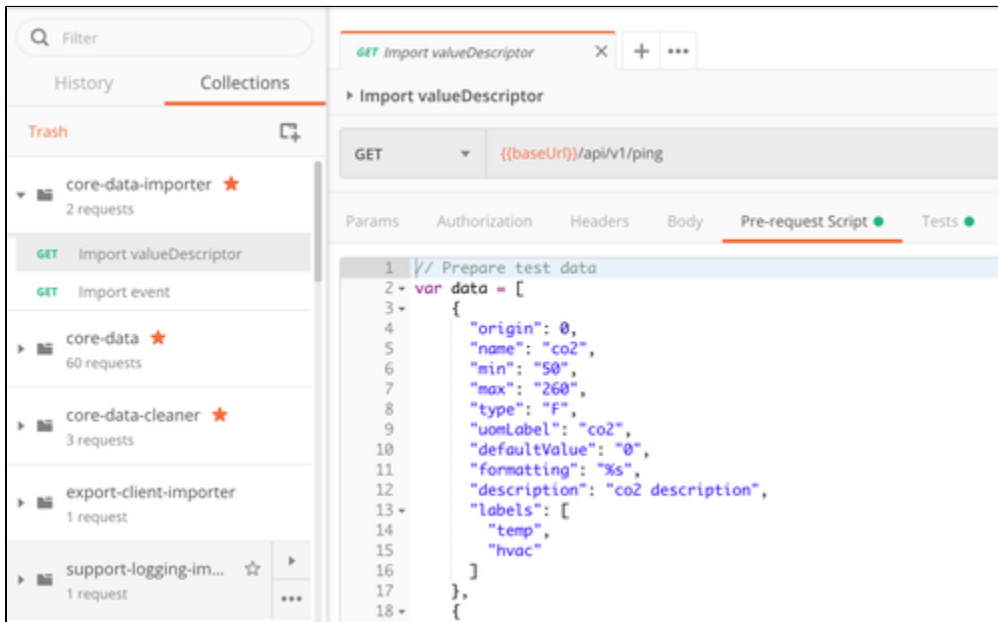 Filter
History Collections
Trash
core-data-importer
2 requests
GET Import valueDescriptor
GET Import event
core-data
60 requests
core-data-cleaner
3 requests
export-client-importer
1 request
support-logging-im...
1 request
GET Import valueDescriptor
Import valueDescriptor
GET {{baseUrl}}/api/v1/ping
Params Authorization Headers Body Pre-request Script Tests
1 // Prepare test data
2 var data = [
3 {
4 "origin": 0,
5 "name": "co2",
6 "min": "50",
7 "max": "260",
8 "type": "F",
9 "uomLabel": "co2",
10 "defaultValue": "0",
11 "formatting": "%s",
12 "description": "co2 description",
13 "labels": [
14 "temp",
15 "hvac"
16 ]
17 },
18 {